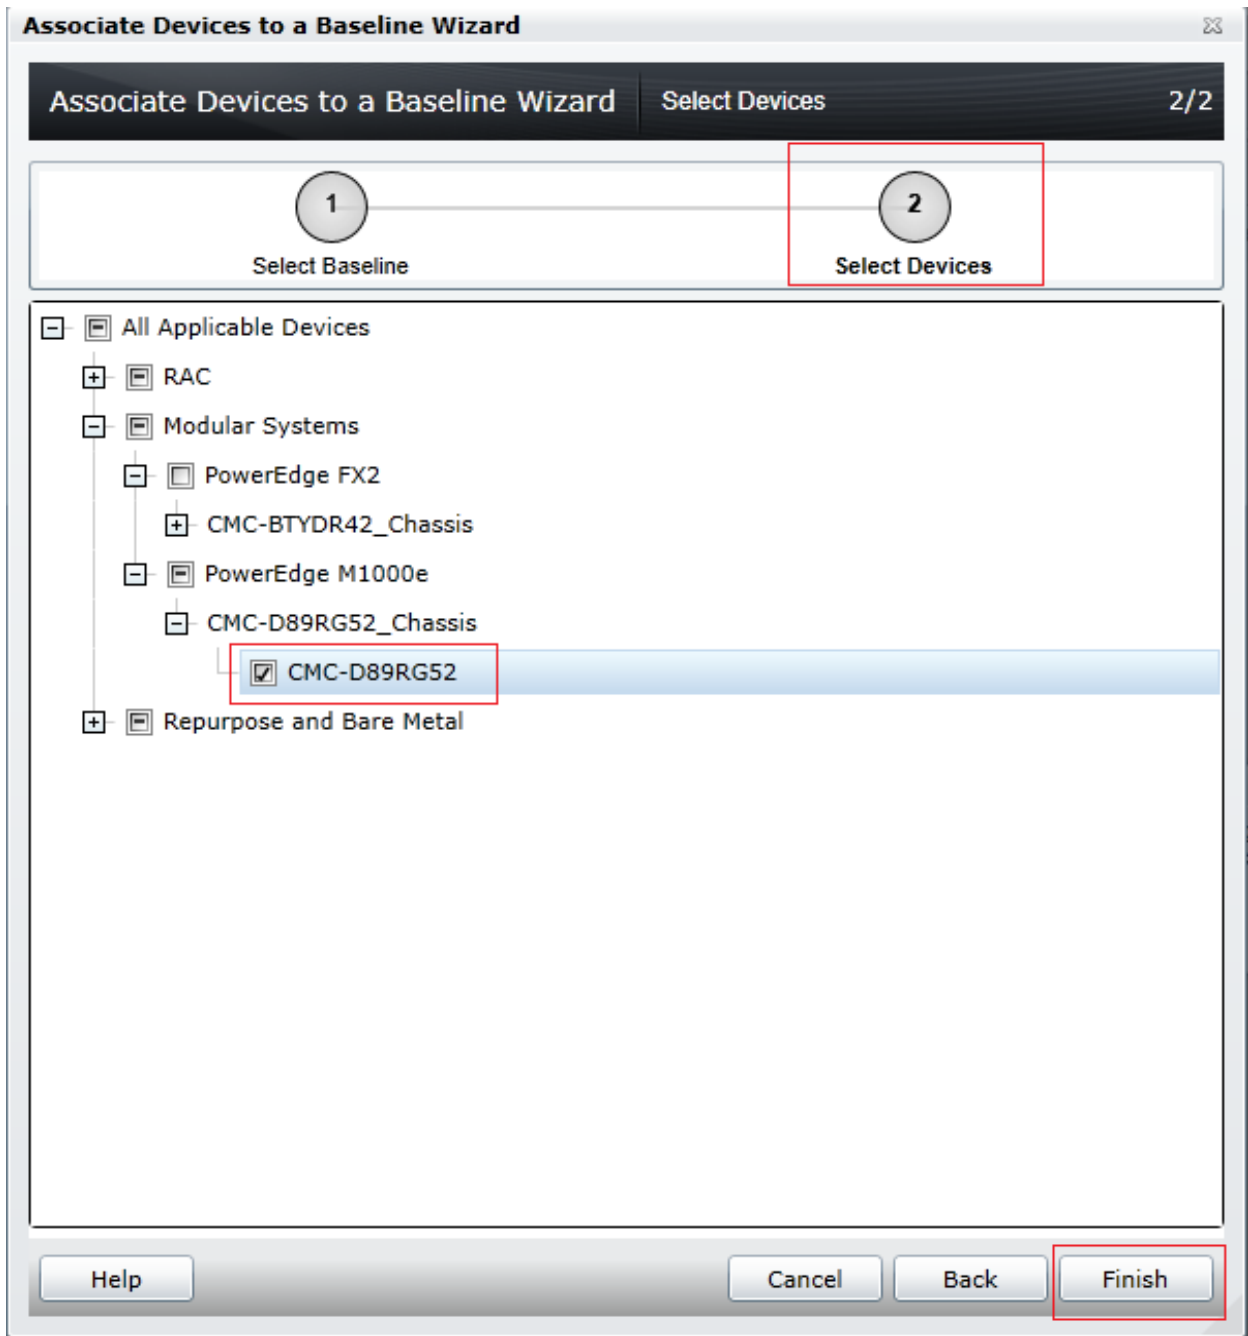 Associate Devices to a Baseline Wizard
Associate Devices to a Baseline Wizard Select Devices 2/2
1 2
Select Baseline Select Devices
All Applicable Devices
RAC
Modular Systems
PowerEdge FX2
CMC-BTYDR42_Chassis
PowerEdge M1000e
CMC-D89RG52_Chassis
CMC-D89RG52
Repurpose and Bare Metal
Help Cancel Back Finish